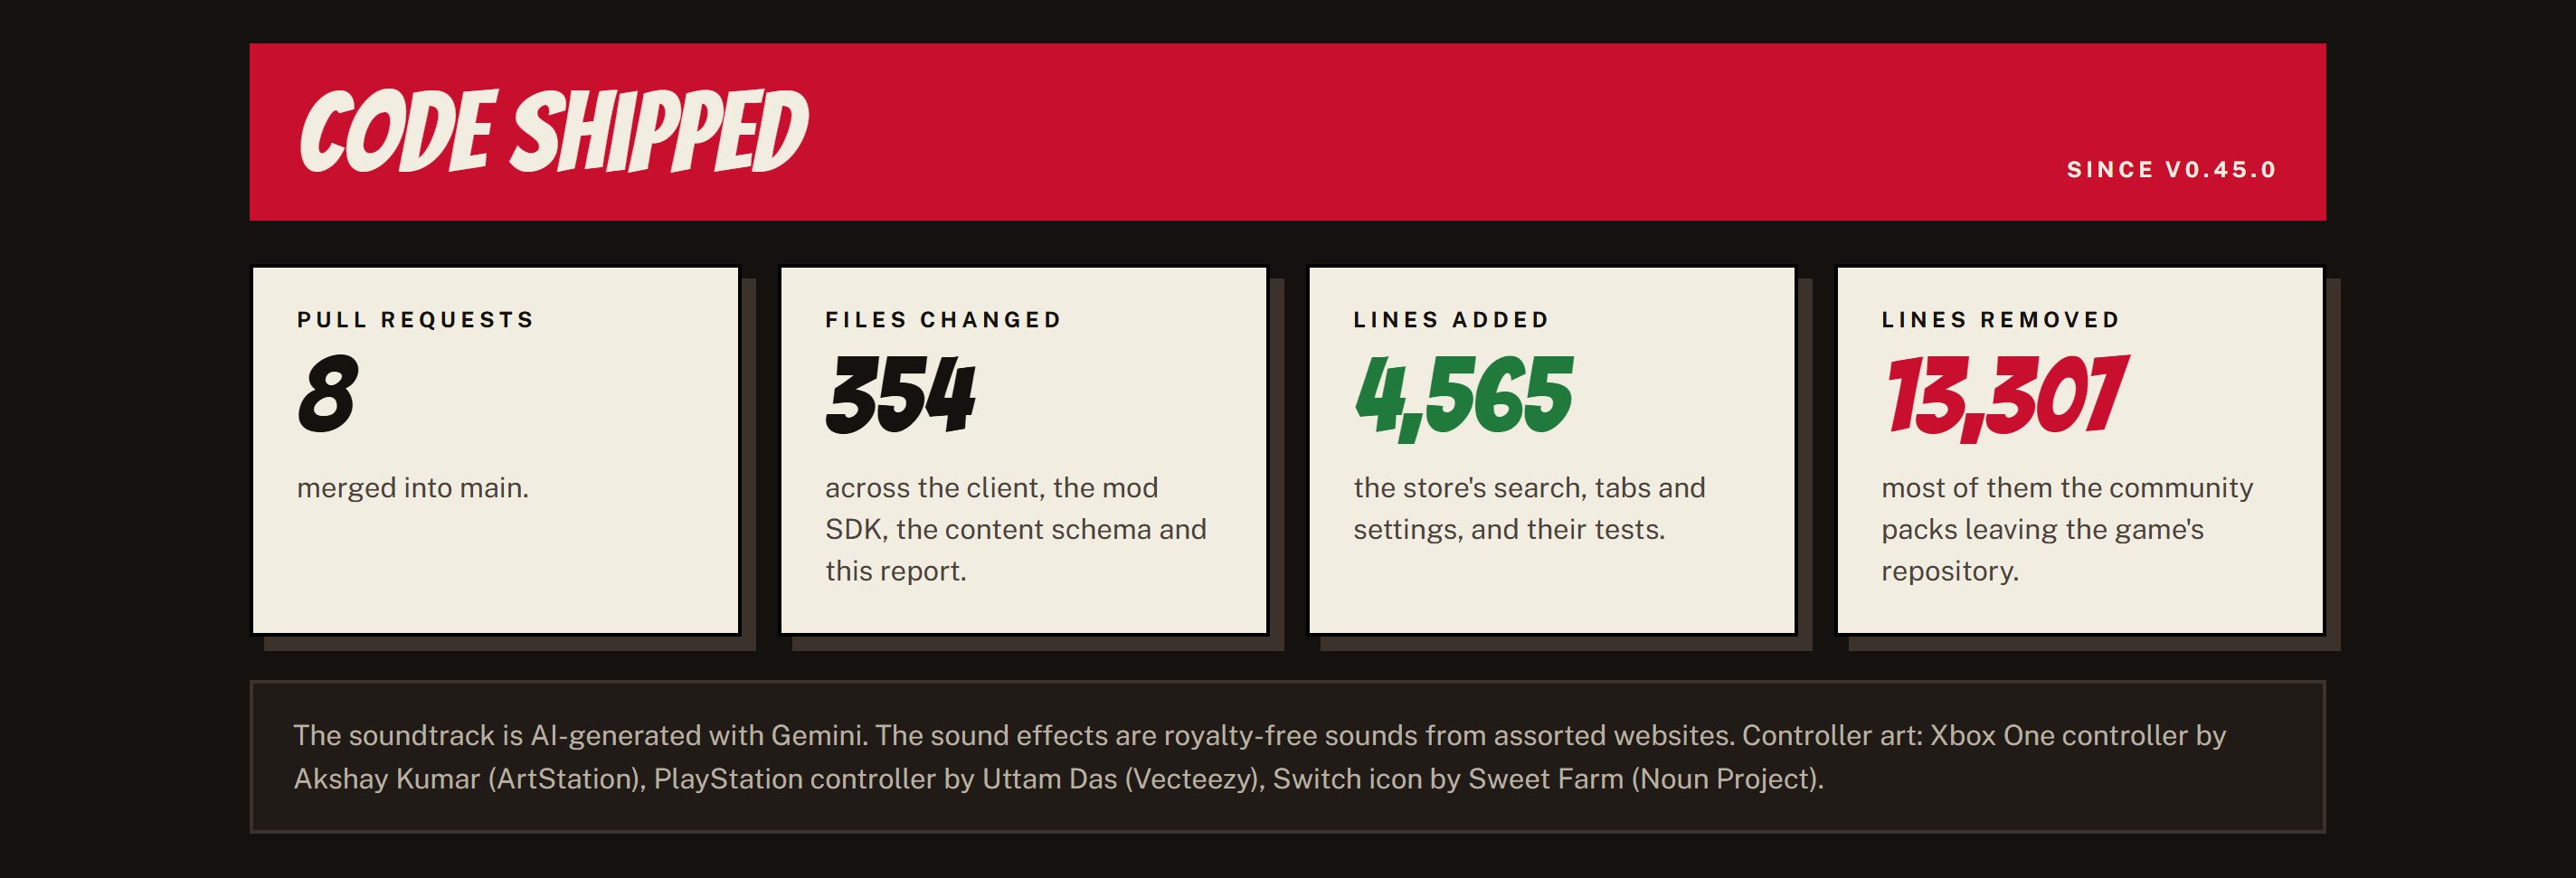 CODE SHIPPED
SINCE V0.45.0
PULL REQUESTS
8
merged into main.
FILES CHANGED
354
across the client, the mod
SDK, the content schema and
this report.
LINES ADDED
4,565
the store's search, tabs and
settings, and their tests.
LINES REMOVED
13,307
most of them the community
packs leaving the game's
repository.
The soundtrack is AI-generated with Gemini. The sound effects are royalty-free sounds from assorted websites. Controller art: Xbox One controller by
Akshay Kumar (ArtStation), PlayStation controller by Uttam Das (Vecteezy), Switch icon by Sweet Farm (Noun Project).